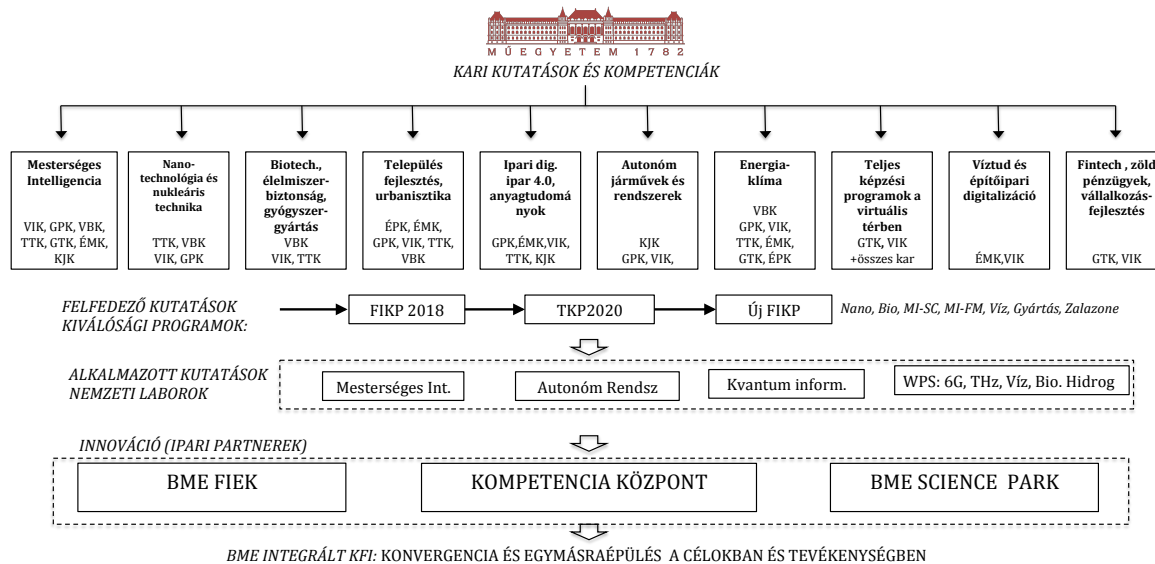 MŰEGYETEM 1782
KARI KUTATÁSOK ÉS KOMPETENCIÁK
Mesterséges
Intelligencia
VIK, GPK, VBK,
TTK, GTK, ÉMK,
KJK
Nano-
technológia és
nukleáris
technika
TTK, VBK
VIK, GPK
Biotech.,
élelmiszer-
biztonság,
gyógyszer-
gyártás
VBK
VIK, TTK
Település
fejlesztés,
urbanisztika
ÉPK, ÉMK,
GPK, VIK, TTK,
VBK
Ipari dig.
ipar 4.0,
anyagtudomá
nyok
GPK,ÉMK,VIK,
TTK, KJK
Autonóm
járművek és
rendszerek
KJK
GPK, VIK,
Energia-
klíma
VBK
GPK, VIK,
TTK, ÉMK,
GTK, ÉPK
Teljes
képzési
programok a
virtuális
térben
GTK, VIK
+összes kar
Víztud és
építőipari
digitalizáció
ÉMK,VIK
Fintech , zöld
pénzügyek,
vállalkozás-
fejlesztés
GTK, VIK
FELFEDEZŐ KUTATÁSOK
KIVÁLÓSÁGI PROGRAMOK:
FIKP 2018
TKP2020
Új FIKP
Nano, Bio, MI-SC, MI-FM, Víz, Gyártás, Zalazone
ALKALMAZOTT KUTATÁSOK
NEMZETI LABOROK
Mesterséges Int.
Autonóm Rendsz
Kvantum inform.
WPS: 6G, THz, Víz, Bio. Hidrog
INNOVÁCIÓ (IPARI PARTNEREK)
BME FIEK
KOMPETENCIA KÖZPONT
BME SCIENCE PARK
BME INTEGRÁLT KFI: KONVERGENCIA ÉS EGYMÁSRAÉPÜLÉS A CÉLOKBAN ÉS TEVÉKENYSÉGBEN